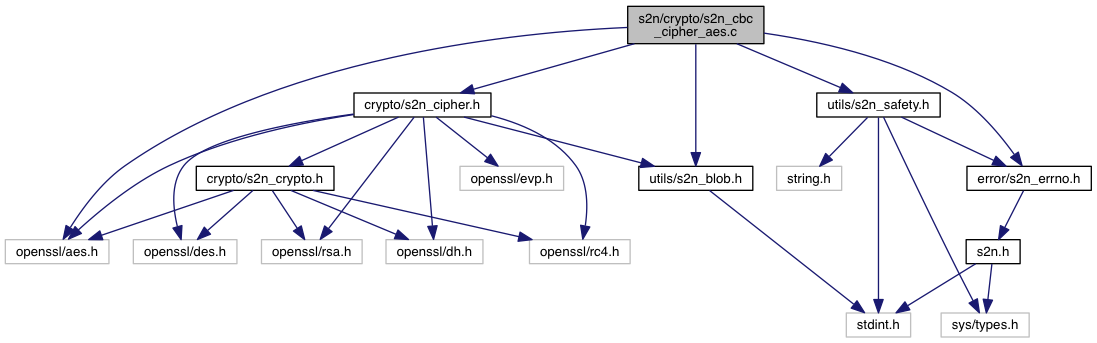 s2n/crypto/s2n_cbc
_cipher_aes.c
crypto/s2n_cipher.h
utils/s2n_safety.h
crypto/s2n_crypto.h
openssl/evp.h
utils/s2n_blob.h
string.h
error/s2n_errno.h
openssl/aes.h
openssl/des.h
openssl/rsa.h
openssl/dh.h
openssl/rc4.h
s2n.h
stdint.h
sys/types.h